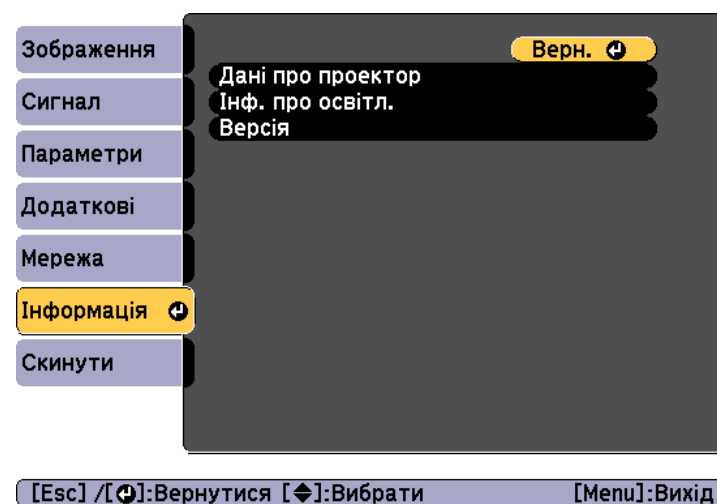 Зображення
Сигнал
Параметри
Додаткові
Мережа
Інформація
Скинути
Верн.
Дані про проектор
Інф. про освітл.
Версія
[Esc] /[ ]:Вернутися [ ]:Вибрати [Menu]:Вихід